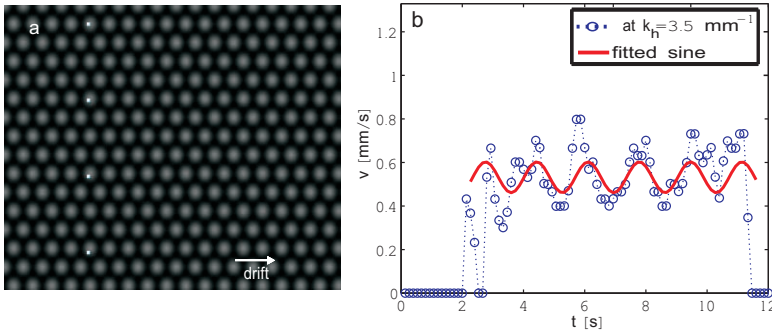 a
drift
b
at k_h=3.5 mm^-1
fitted sine
v [mm/s]
1.2
1
0.8
0.6
0.4
0.2
0
0 2 4 6 8 10 12
t [s]